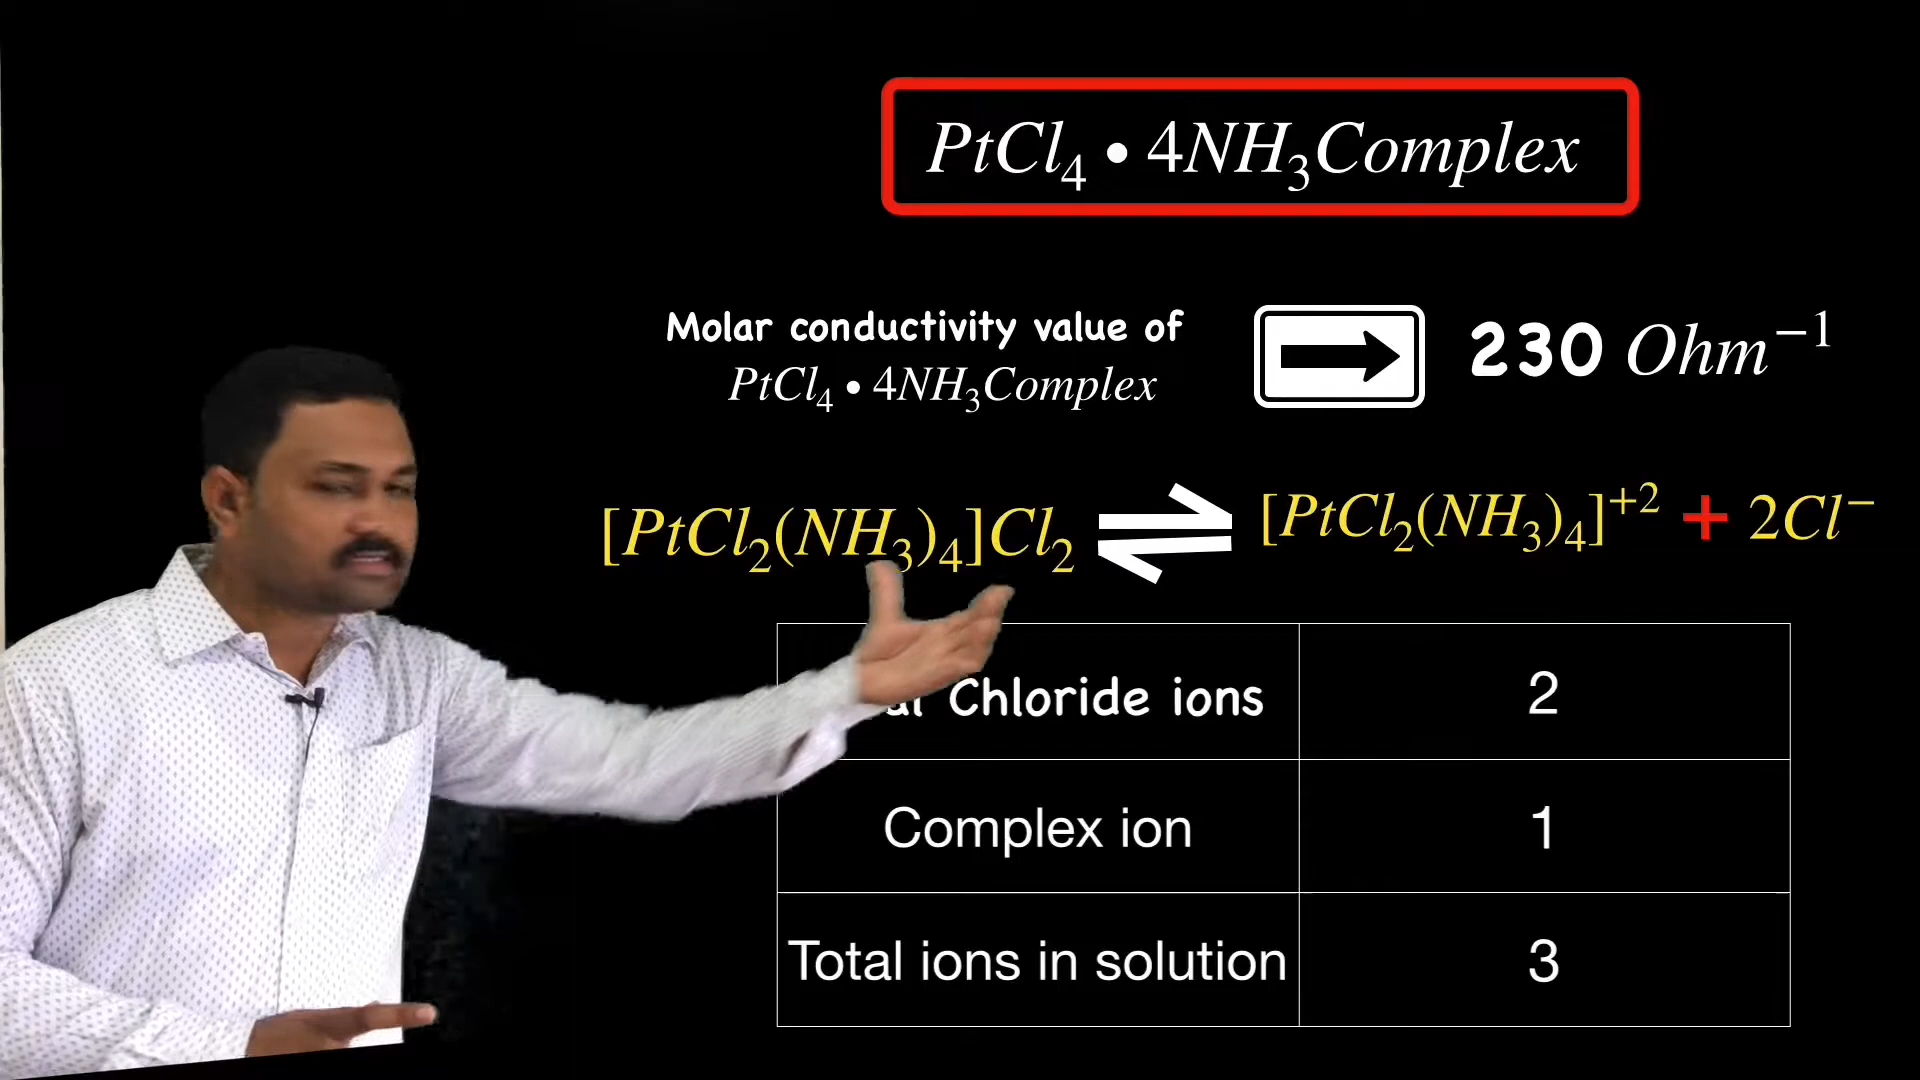 PtCl₄ • 4NH₃Complex
Molar conductivity value of
PtCl₄ • 4NH₃Complex
230 Ohm⁻¹
[PtCl₂(NH₃)₄]Cl₂ ⇌ [PtCl₂(NH₃)₄]⁺² + 2Cl⁻
Chloride ions 2
Complex ion 1
Total ions in solution 3